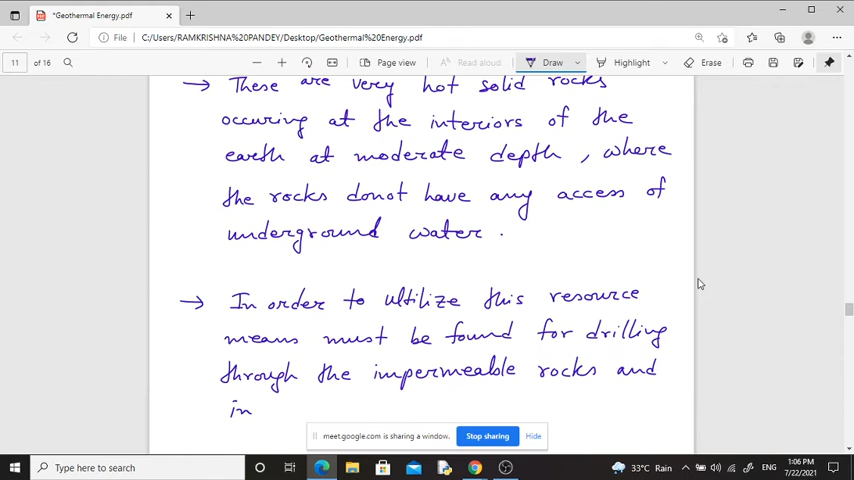 *Geothermal Energy.pdf
File
C:/Users/RAMKRISHNA%20PANDEY/Desktop/Geothermal%20Energy.pdf
11 of 16
Page view
Read aloud
Draw
Highlight
Erase
→ These are very hot solid rocks
occuring at the interiors of the
earth at moderate depth, where
the rocks donot have any access of
underground water.
→ In order to ultilize this resource
means must be found for drilling
through the impermeable rocks and
in
meet.google.com is sharing a window.
Stop sharing
Hide
Type here to search
33°C Rain
ENG
1:06 PM
7/22/2021